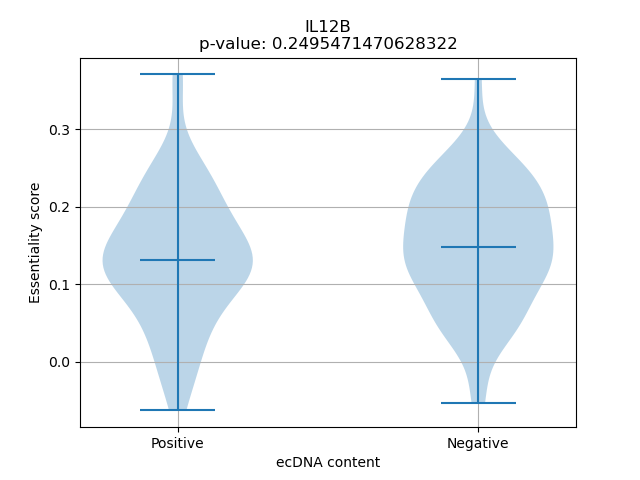 IL12B
p-value: 0.2495471470628322
Essentiality score
0.3
0.2
0.1
0.0
Positive
Negative
ecDNA content